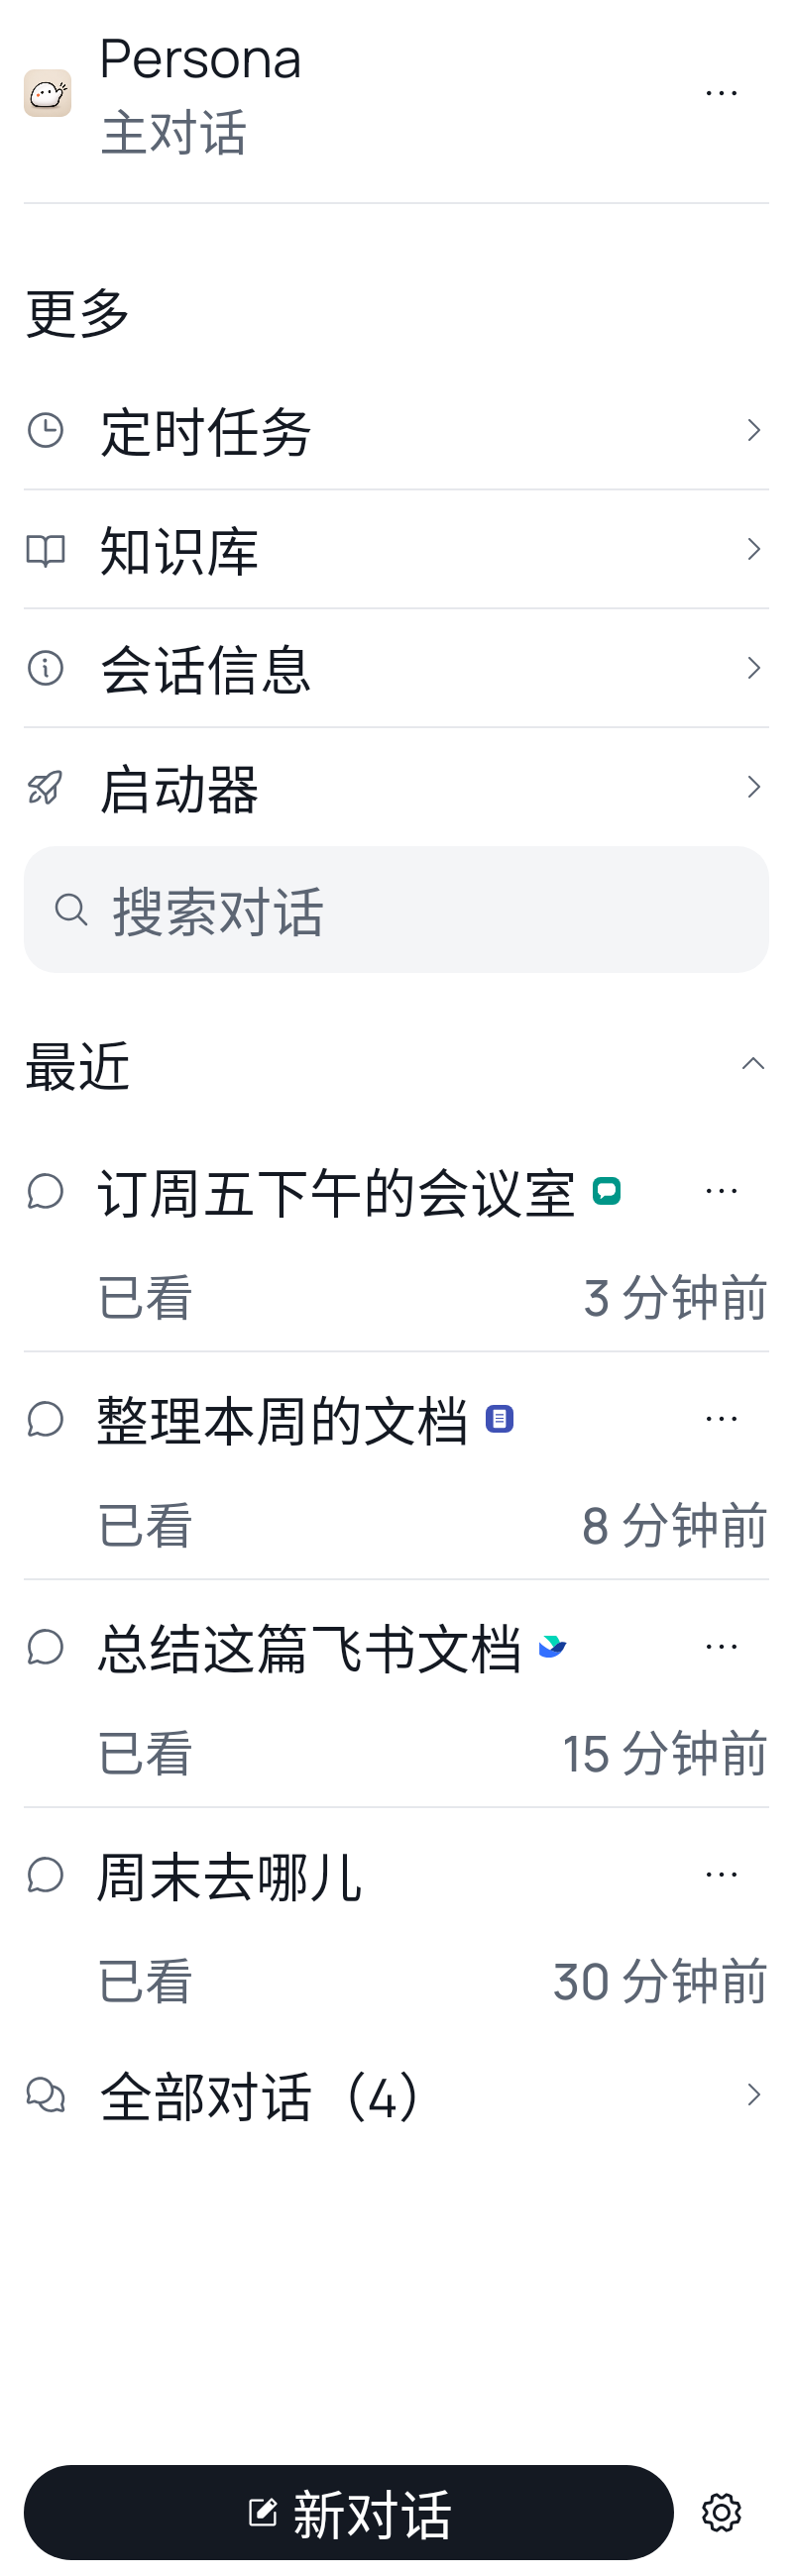 Persona
主对话
更多
定时任务
知识库
会话信息
启动器
搜索对话
最近
订周五下午的会议室
已看
3 分钟前
整理本周的文档
已看
8 分钟前
总结这篇飞书文档
已看
15 分钟前
周末去哪儿
已看
30 分钟前
全部对话（4）
新对话